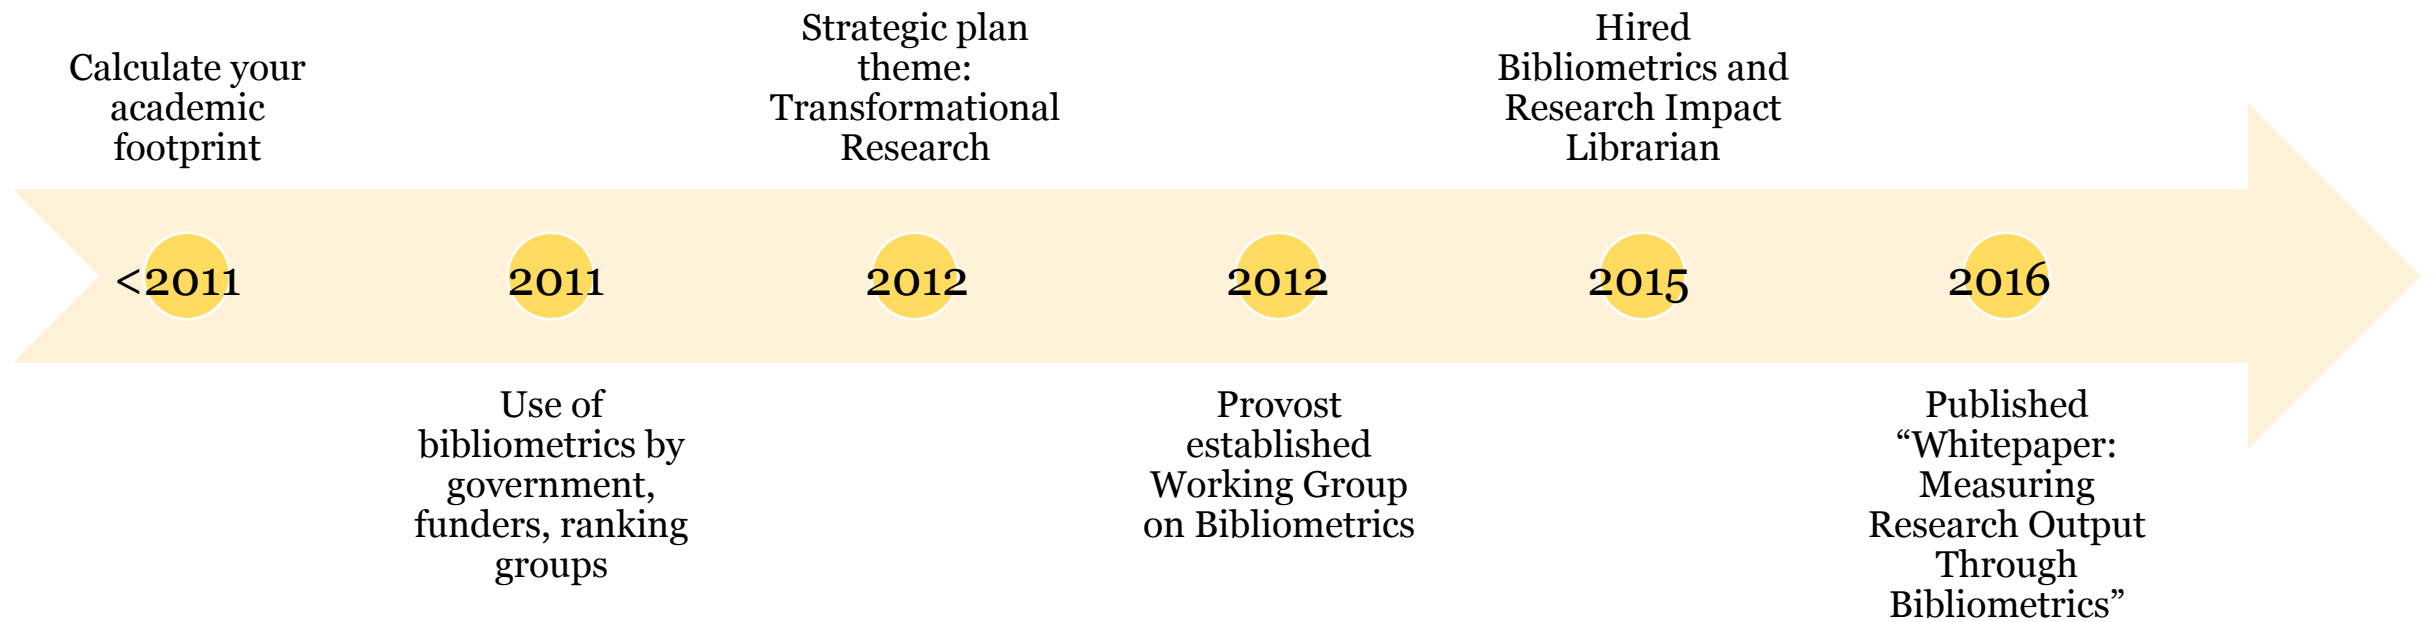 Calculate your
academic
footprint
<2011
2011
Use of
bibliometrics by
government,
funders, ranking
groups
Strategic plan
theme:
Transformational
Research
2012
2012
Provost
established
Working Group
on Bibliometrics
Hired
Bibliometrics and
Research Impact
Librarian
2015
2016
Published
“Whitepaper:
Measuring
Research Output
Through
Bibliometrics”